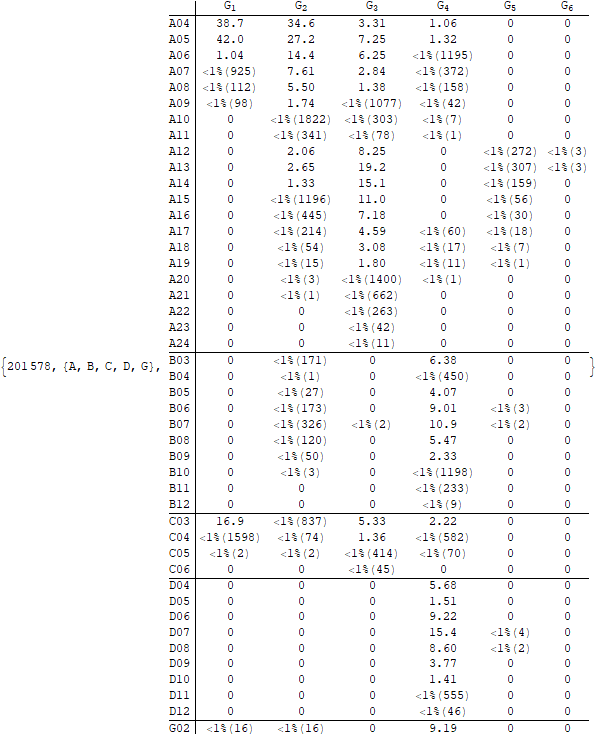 G1 G2 G3 G4 G5 G6
A04 38.7 34.6 3.31 1.06 0 0
A05 42.0 27.2 7.25 1.32 0 0
A06 1.04 14.4 6.25 <1%(1195) 0 0
A07 <1%(925) 7.61 2.84 <1%(372) 0 0
A08 <1%(112) 5.50 1.38 <1%(158) 0 0
A09 <1%(98) 1.74 <1%(1077) <1%(42) 0 0
A10 0 <1%(1822) <1%(303) <1%(7) 0 0
A11 0 <1%(341) <1%(78) <1%(1) 0 0
A12 0 2.06 8.25 0 <1%(272) <1%(3)
A13 0 2.65 19.2 0 <1%(307) <1%(3)
A14 0 1.33 15.1 0 <1%(159) 0
A15 0 <1%(1196) 11.0 0 <1%(56) 0
A16 0 <1%(445) 7.18 0 <1%(30) 0
A17 0 <1%(214) 4.59 <1%(60) <1%(18) 0
A18 0 <1%(54) 3.08 <1%(17) <1%(7) 0
A19 0 <1%(15) 1.80 <1%(11) <1%(1) 0
A20 0 <1%(3) <1%(1400) <1%(1) 0 0
A21 0 <1%(1) <1%(662) 0 0 0
A22 0 0 <1%(263) 0 0 0
A23 0 0 <1%(42) 0 0 0
A24 0 0 <1%(11) 0 0 0
{201578, {A, B, C, D, G}, }
B03 0 <1%(171) 0 6.38 0 0
B04 0 <1%(1) 0 <1%(450) 0 0
B05 0 <1%(27) 0 4.07 0 0
B06 0 <1%(173) 0 9.01 <1%(3) 0
B07 0 <1%(326) <1%(2) 10.9 <1%(2) 0
B08 0 <1%(120) 0 5.47 0 0
B09 0 <1%(50) 0 2.33 0 0
B10 0 <1%(3) 0 <1%(1198) 0 0
B11 0 0 0 <1%(233) 0 0
B12 0 0 0 <1%(9) 0 0
C03 16.9 <1%(837) 5.33 2.22 0 0
C04 <1%(1598) <1%(74) 1.36 <1%(582) 0 0
C05 <1%(2) <1%(2) <1%(414) <1%(70) 0 0
C06 0 0 <1%(45) 0 0 0
D04 0 0 0 5.68 0 0
D05 0 0 0 1.51 0 0
D06 0 0 0 9.22 0 0
D07 0 0 0 15.4 <1%(4) 0
D08 0 0 0 8.60 <1%(2) 0
D09 0 0 0 3.77 0 0
D10 0 0 0 1.41 0 0
D11 0 0 0 <1%(555) 0 0
D12 0 0 0 <1%(46) 0 0
G02 <1%(16) <1%(16) 0 9.19 0 0